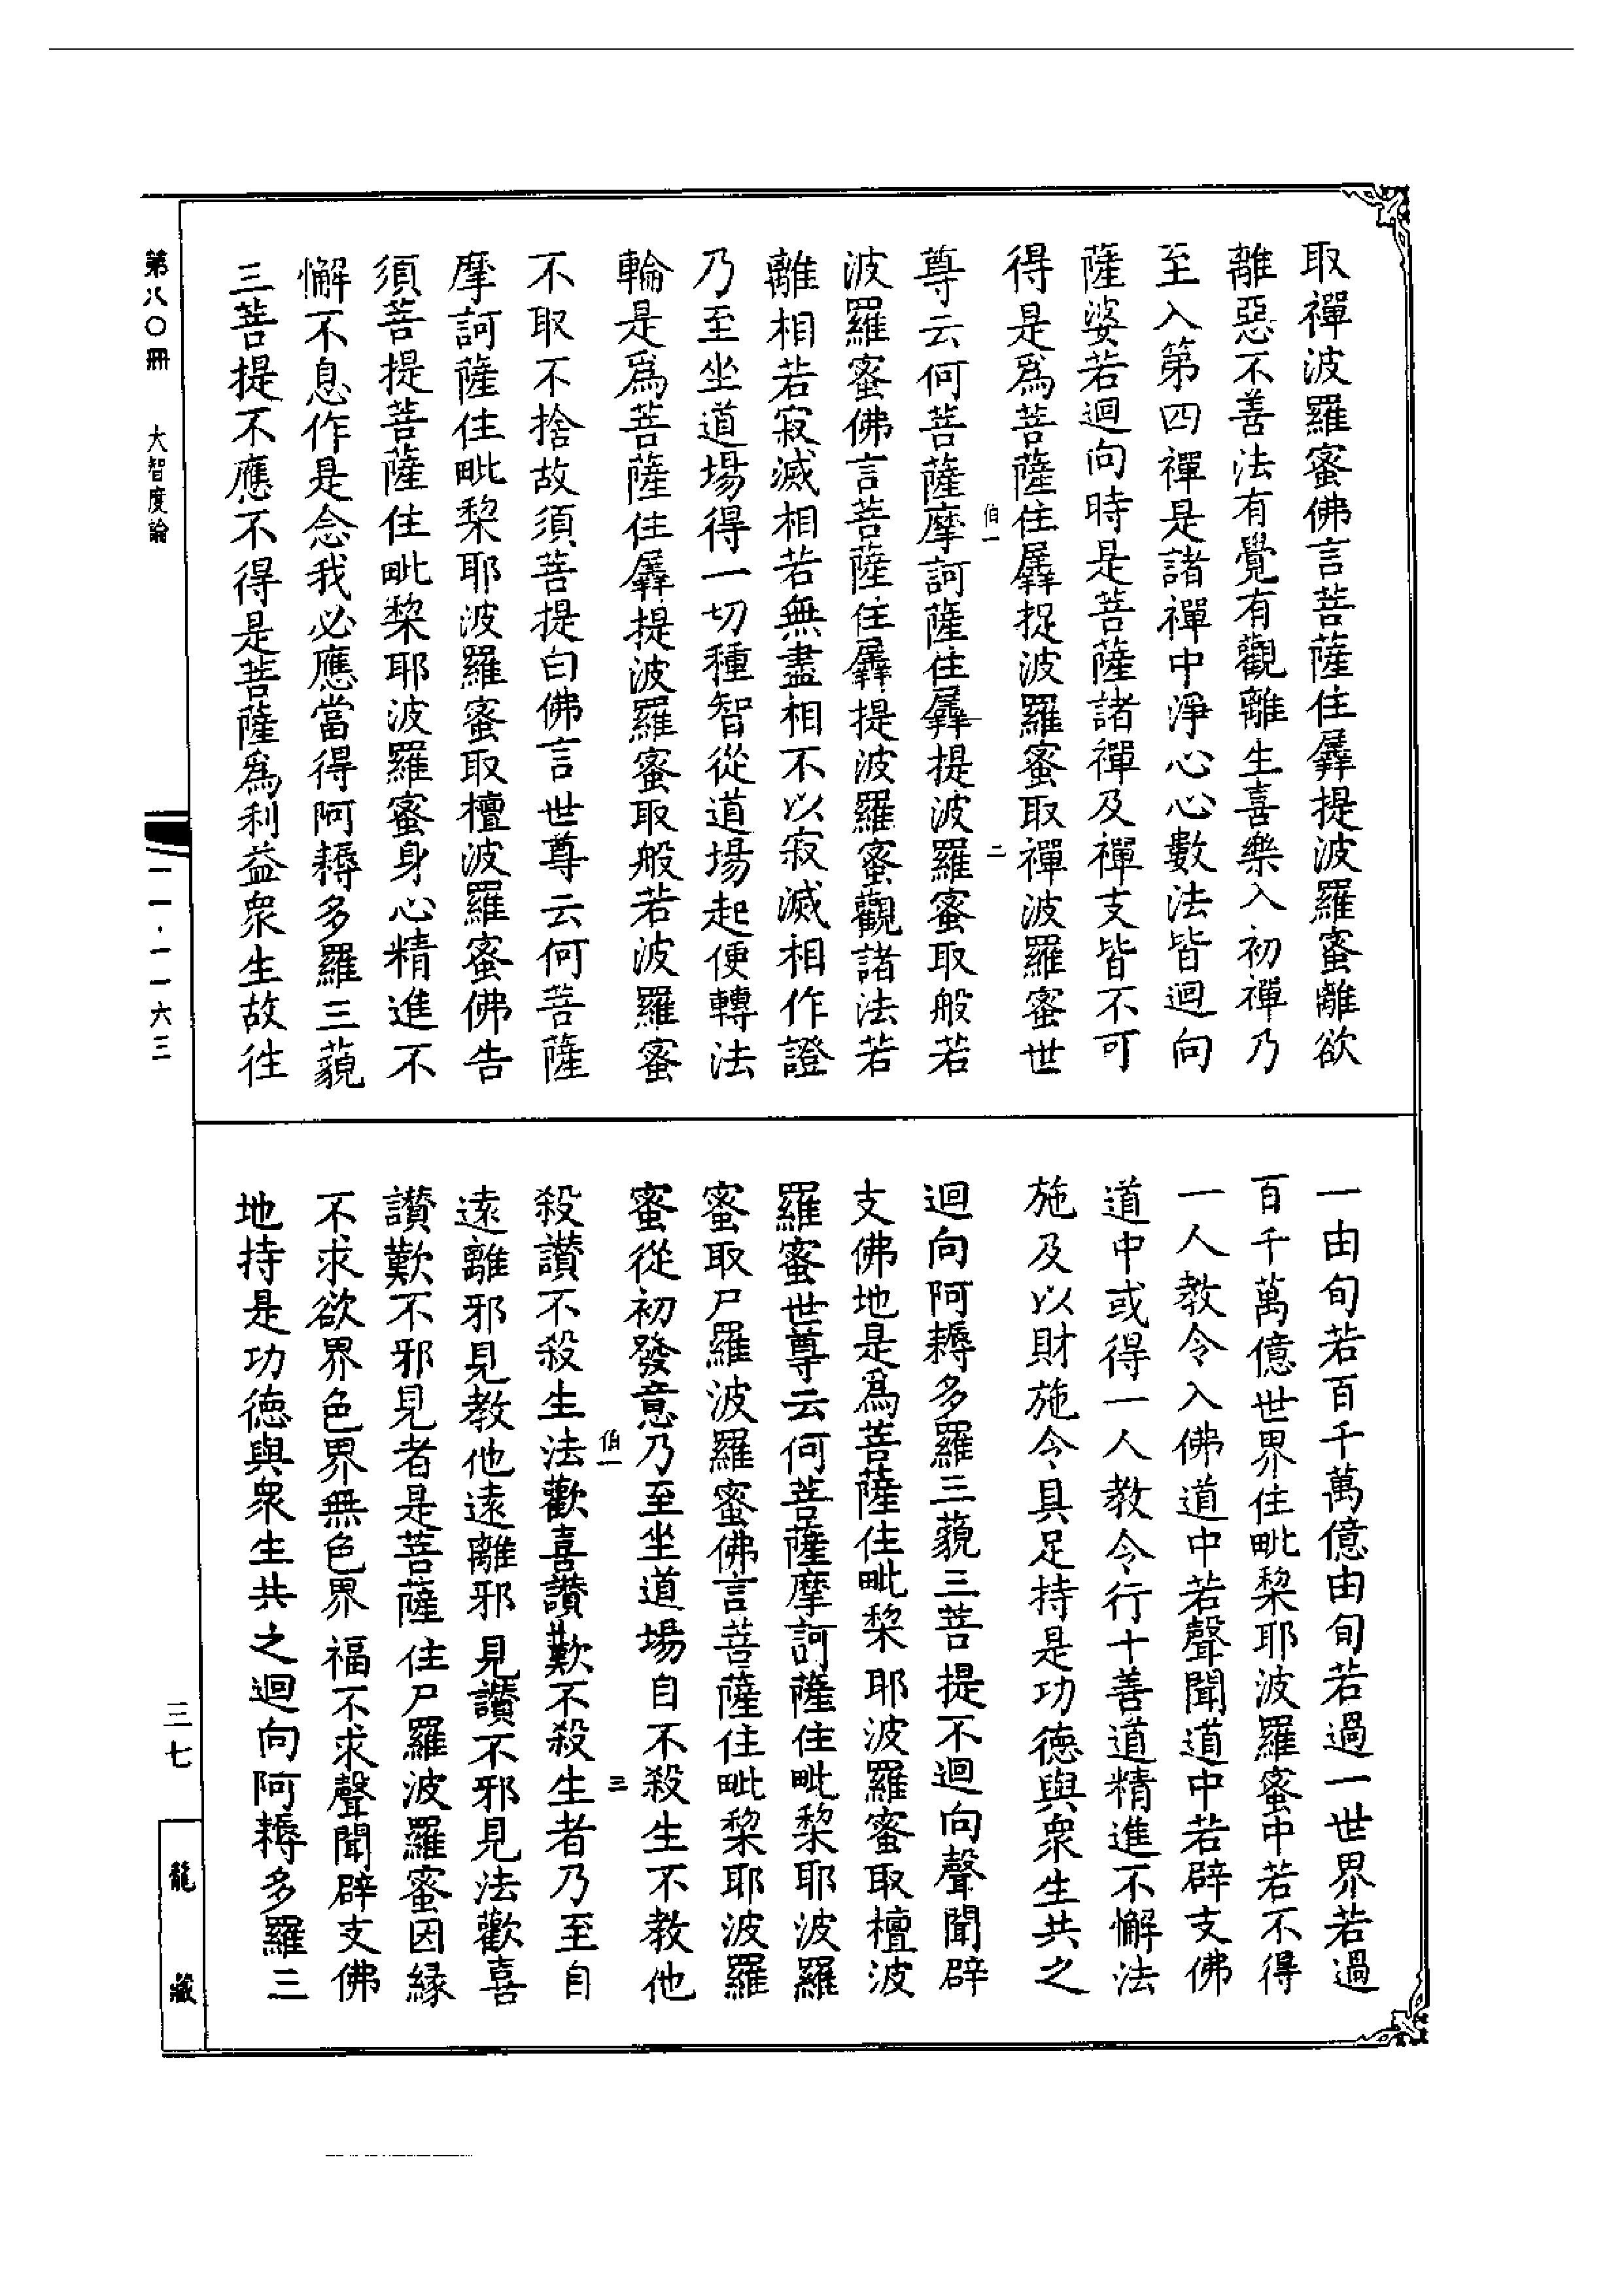 取禪波羅蜜佛言菩薩住羼提波羅蜜離欲
離惡不善法有覺有觀離生喜樂入初禪乃
至入第四禪是諸禪中淨心心數法皆迴向
薩婆若迴向時是菩薩諸禪及禪支皆不可
得是爲菩薩住羼捉波羅蜜取禪波羅蜜世
伯一 二
尊云何菩薩摩訶薩住羼提波羅蜜取般若
波羅蜜佛言菩薩住羼提波羅蜜觀諸法若
離相若寂滅相若無盡相不以寂滅相作證
乃至坐道場得一切種智從道場起便轉法
輪是爲菩薩住羼提波羅蜜取般若波羅蜜
不取不捨故須菩提白佛言世尊云何菩薩
摩訶薩住毗棃耶波羅蜜取檀波羅蜜佛告
須菩提菩薩住毗棃耶波羅蜜身心精進不
懈不息作是念我必應當得阿耨多羅三藐
三菩提不應不得是菩薩爲利益衆生故往
一由旬若百千萬億由旬若過一世界若過
百千萬億世界住毗棃耶波羅蜜中若不得
一人教令入佛道中若聲聞道中若辟支佛
道中或得一人教令行十善道精進不懈法
施及以財施令具足持是功德與衆生共之
迴向阿耨多羅三藐三菩提不迴向聲聞辟
支佛地是爲菩薩住毗棃耶波羅蜜取檀波
羅蜜世尊云何菩薩摩訶薩住毗棃耶波羅
蜜取尸羅波羅蜜佛言菩薩住毗棃耶波羅
蜜從初發意乃至坐道場自不殺生不教他
伯一 三
殺讚不殺生法歡喜讚歎不殺生者乃至自
遠離邪見教他遠離邪見讚不邪見法歡喜
讚歎不邪見者是菩薩住尸羅波羅蜜因緣
不求欲界色界無色界福不求聲聞辟支佛
地持是功德與衆生共之迴向阿耨多羅三
第八〇冊 大智度論
一一·一一六三
三七
龍藏